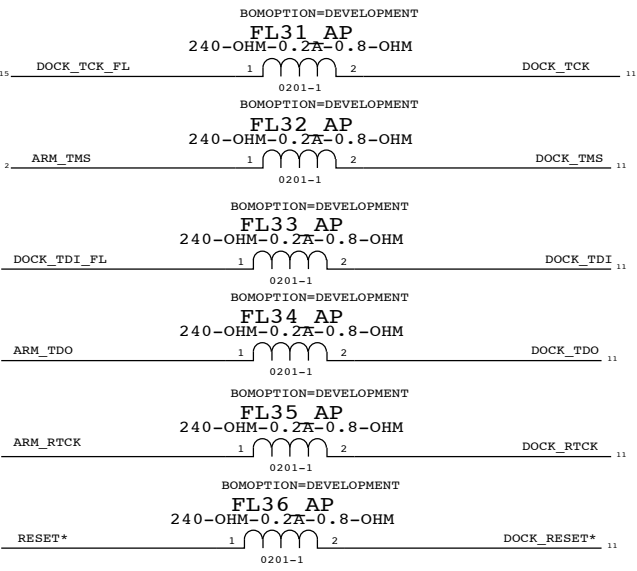 BOMOPTION=DEVELOPMENT
FL31_AP
240-OHM-0.2A-0.8-OHM
15 DOCK_TCK_FL 1 2 DOCK_TCK 11
0201-1
BOMOPTION=DEVELOPMENT
FL32_AP
240-OHM-0.2A-0.8-OHM
2 ARM_TMS 1 2 DOCK_TMS 11
0201-1
BOMOPTION=DEVELOPMENT
FL33_AP
240-OHM-0.2A-0.8-OHM
DOCK_TDI_FL 1 2 DOCK_TDI 11
0201-1
BOMOPTION=DEVELOPMENT
FL34_AP
240-OHM-0.2A-0.8-OHM
ARM_TDO 1 2 DOCK_TDO 11
0201-1
BOMOPTION=DEVELOPMENT
FL35_AP
240-OHM-0.2A-0.8-OHM
ARM_RTCK 1 2 DOCK_RTCK 11
0201-1
BOMOPTION=DEVELOPMENT
FL36_AP
240-OHM-0.2A-0.8-OHM
RESET* 1 2 DOCK_RESET* 11
0201-1